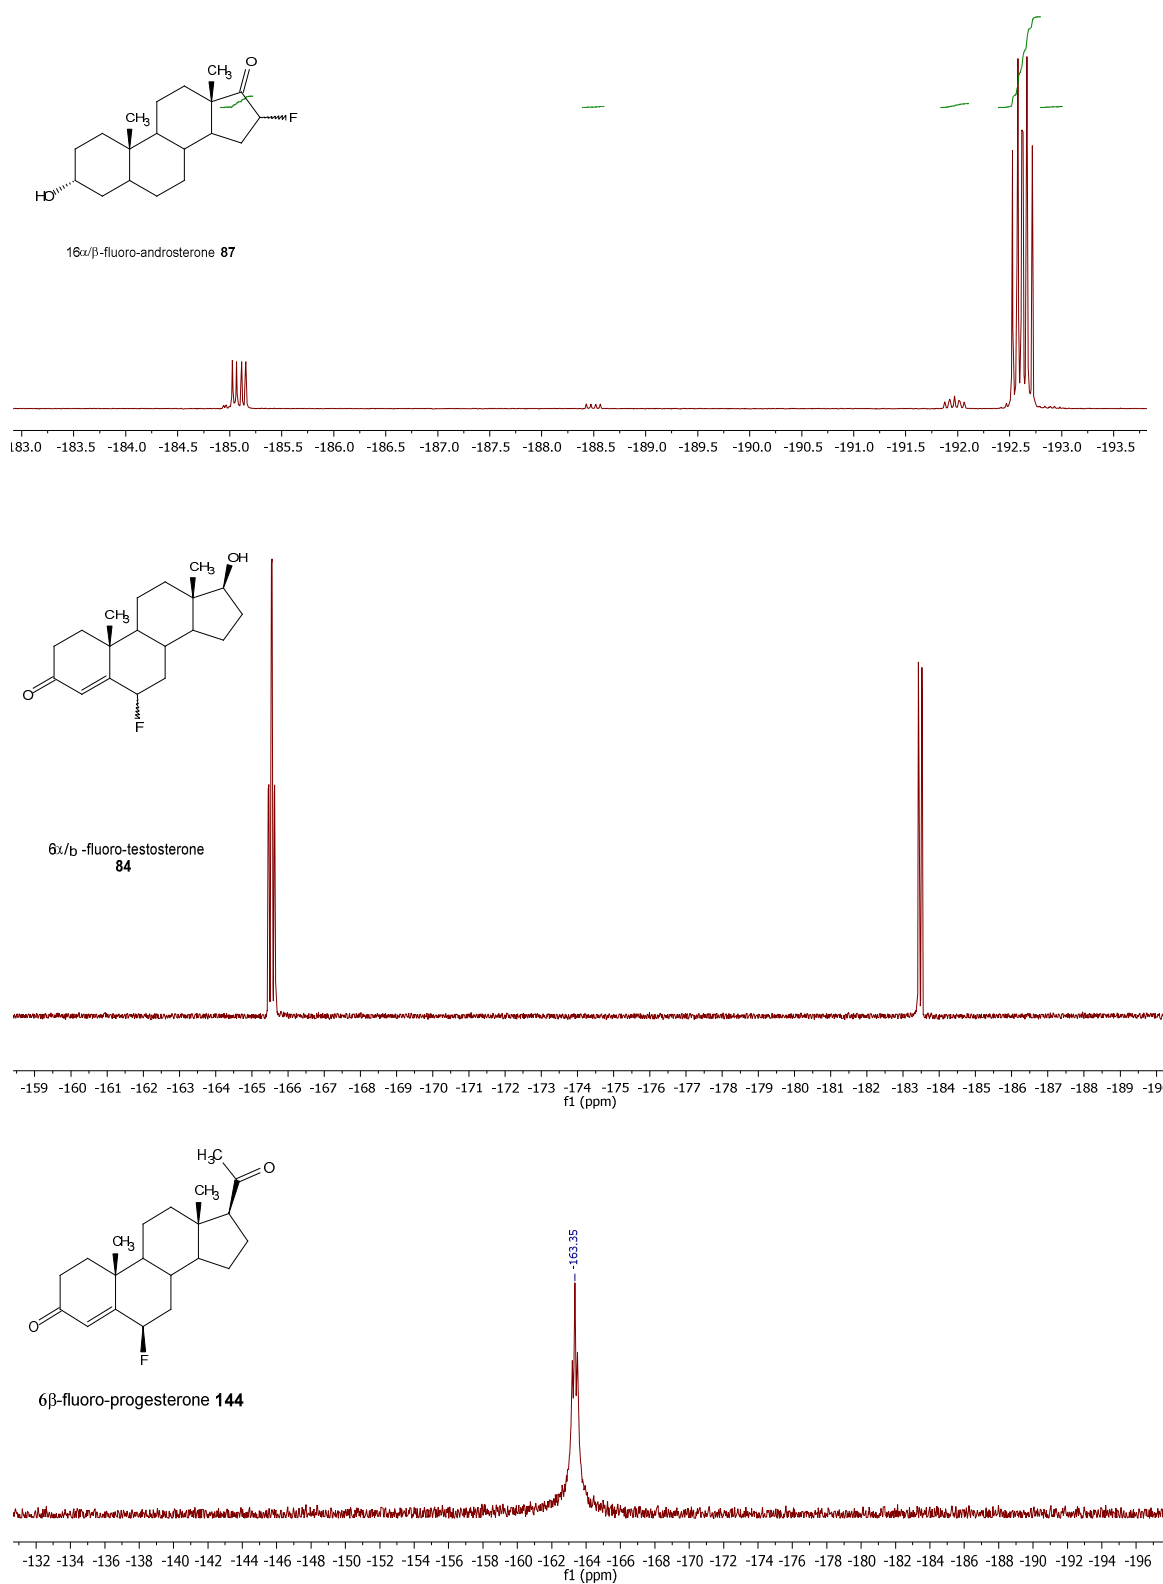 O
CH3
CH3
F
HO
16α/β-fluoro-androsterone 87
183.0 -183.5 -184.0 -184.5 -185.0 -185.5 -186.0 -186.5 -187.0 -187.5 -188.0 -188.5 -189.0 -189.5 -190.0 -190.5 -191.0 -191.5 -192.0 -192.5 -193.0 -193.5
OH
CH3
CH3
O
F
6α/b -fluoro-testosterone
84
-159 -160 -161 -162 -163 -164 -165 -166 -167 -168 -169 -170 -171 -172 -173 -174 -175 -176 -177 -178 -179 -180 -181 -182 -183 -184 -185 -186 -187 -188 -189 -190
f1 (ppm)
H3C
O
CH3
CH3
O
F
-163.35
6β-fluoro-progesterone 144
-132 -134 -136 -138 -140 -142 -144 -146 -148 -150 -152 -154 -156 -158 -160 -162 -164 -166 -168 -170 -172 -174 -176 -178 -180 -182 -184 -186 -188 -190 -192 -194 -196
f1 (ppm)